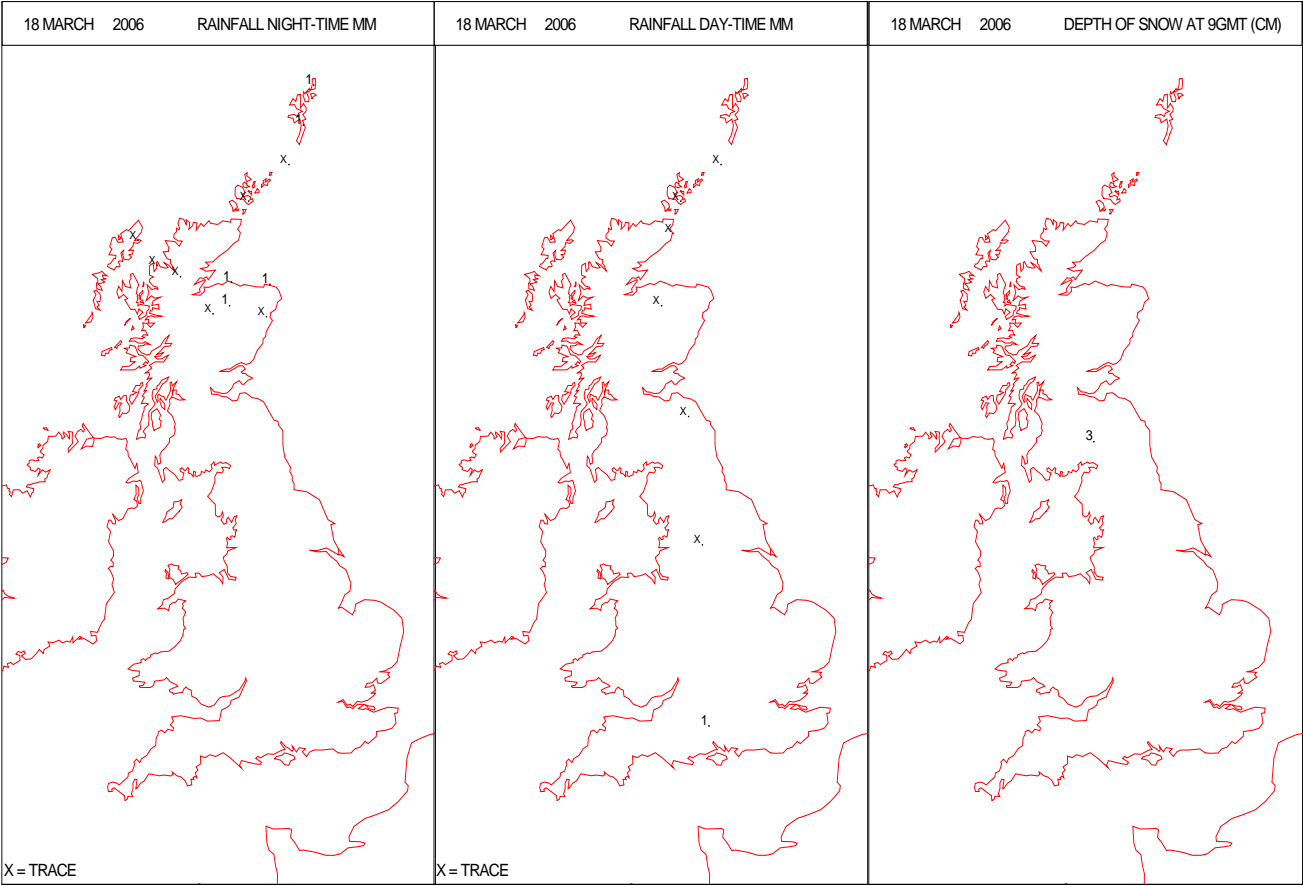 18 MARCH 2006 RAINFALL NIGHT-TIME MM
1.
1.
x.
x.
x.
x.
x.
1.
1.
1.
x.
x.
X = TRACE
18 MARCH 2006 RAINFALL DAY-TIME MM
x.
x.
x.
x.
x.
x.
1.
X = TRACE
18 MARCH 2006 DEPTH OF SNOW AT 9GMT (CM)
3.